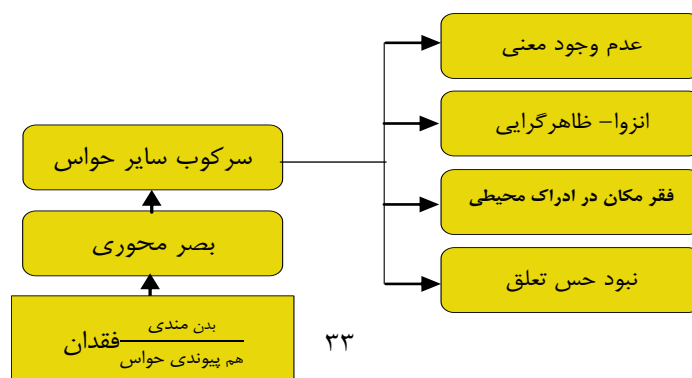 عدم وجود معنی
انزوا– ظاهرگرایی
سرکوب سایر حواس
فقر مکان در ادراک محیطی
بصر محوری
نبود حس تعلق
بدن مندی
فقدان
هم پیوندی حواس
۳۳